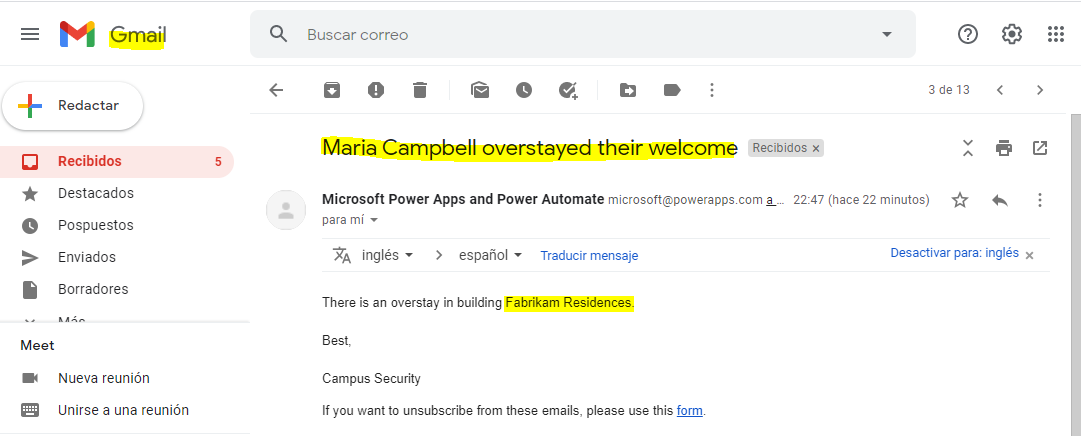 Gmail
Buscar correo
Redactar
3 de 13
Recibidos 5
Destacados
Pospuestos
Enviados
Borradores
Más
Meet
Nueva reunión
Unirse a una reunión
Maria Campbell overstayed their welcome Recibidos ×
Microsoft Power Apps and Power Automate microsoft@powerapps.com a... 22:47 (hace 22 minutos)
para mí
inglés > español Traducir mensaje Desactivar para: inglés ×
There is an overstay in building Fabrikam Residences.
Best,
Campus Security
If you want to unsubscribe from these emails, please use this form.